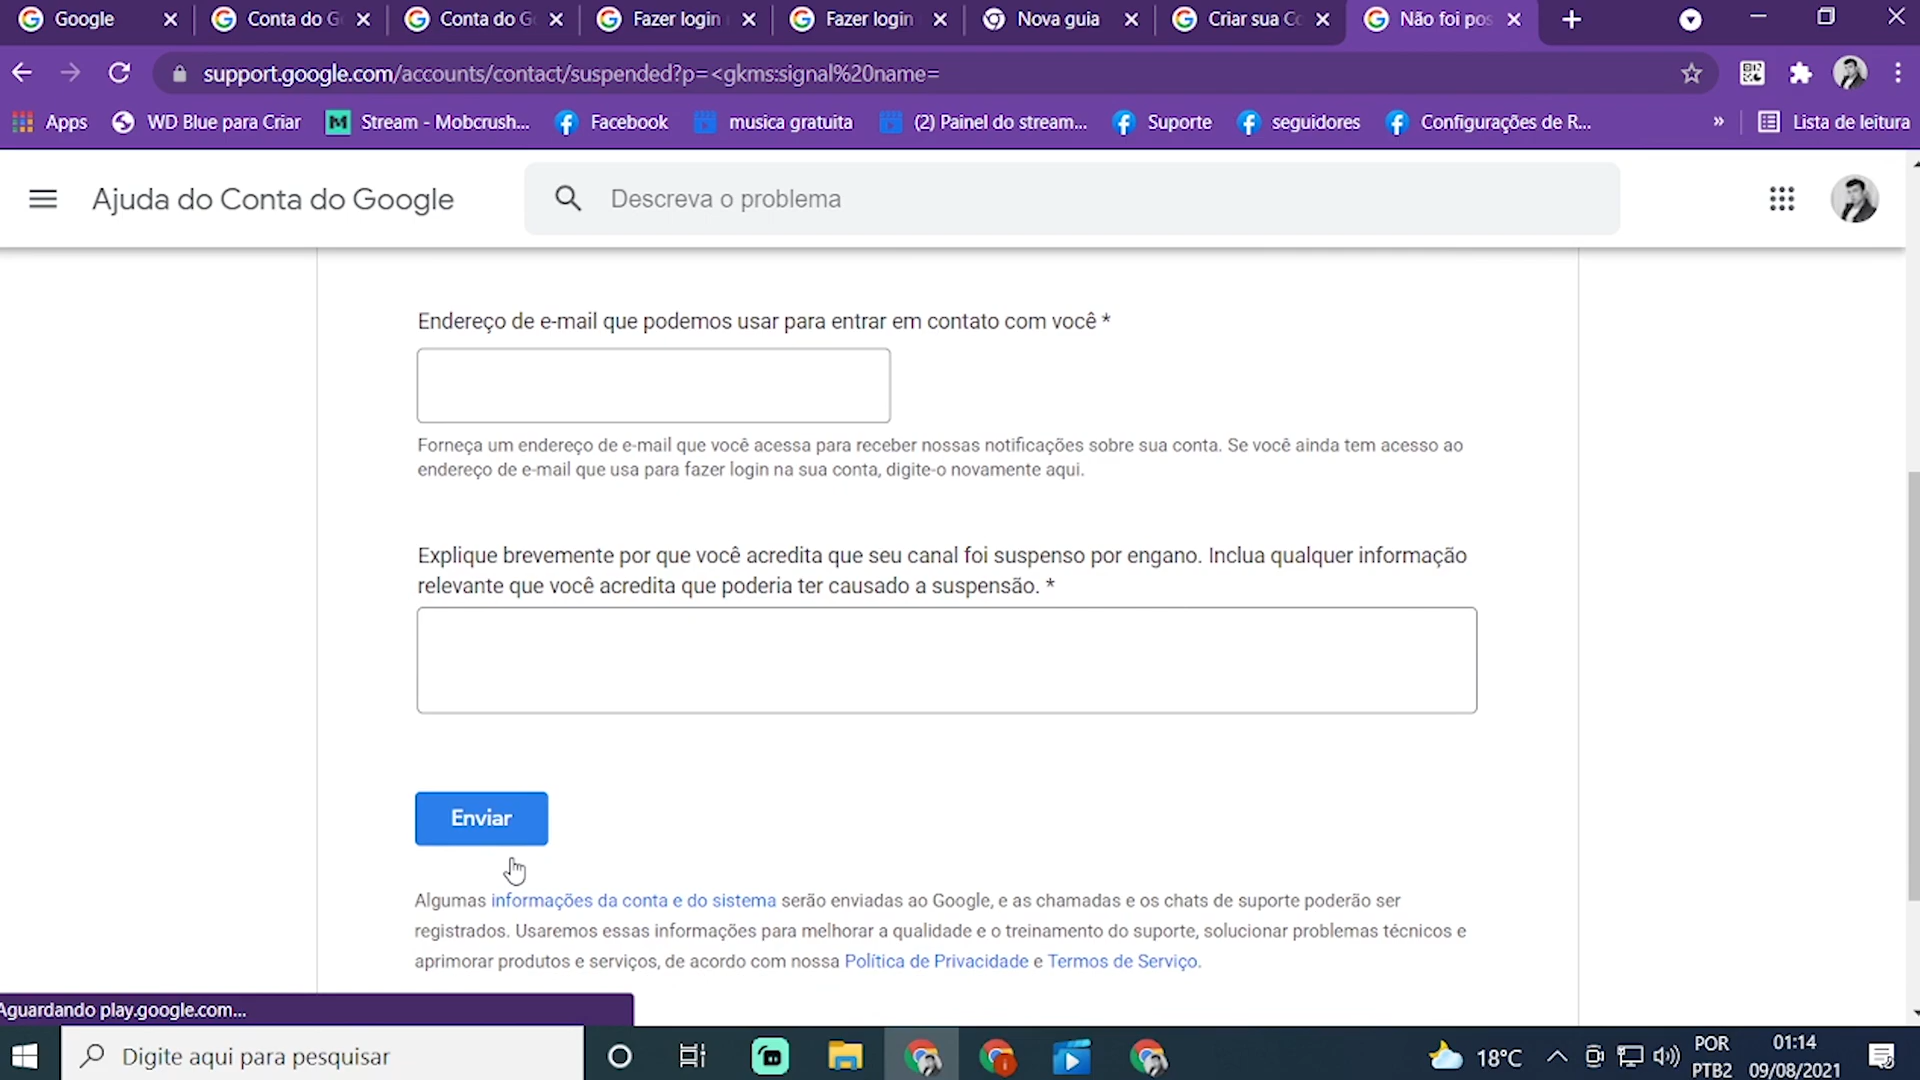 Google
Conta do G
Conta do G
Fazer login
Fazer login
Nova guia
Criar sua Co
Não foi pos
support.google.com/accounts/contact/suspended?p=<gkms:signal%20name=
Apps
WD Blue para Criar
Stream - Mobcrush...
Facebook
musica gratuita
(2) Painel do stream...
Suporte
seguidores
Configurações de R...
»
Lista de leitura
Ajuda do Conta do Google
Descreva o problema
Endereço de e-mail que podemos usar para entrar em contato com você *
Forneça um endereço de e-mail que você acessa para receber nossas notificações sobre sua conta. Se você ainda tem acesso ao
endereço de e-mail que usa para fazer login na sua conta, digite-o novamente aqui.
Explique brevemente por que você acredita que seu canal foi suspenso por engano. Inclua qualquer informação
relevante que você acredita que poderia ter causado a suspensão. *
Enviar
Algumas informações da conta e do sistema serão enviadas ao Google, e as chamadas e os chats de suporte poderão ser
registrados. Usaremos essas informações para melhorar a qualidade e o treinamento do suporte, solucionar problemas técnicos e
aprimorar produtos e serviços, de acordo com nossa Política de Privacidade e Termos de Serviço.
Aguardando play.google.com...
Digite aqui para pesquisar
18°C
POR
PTB2
01:14
09/08/2021